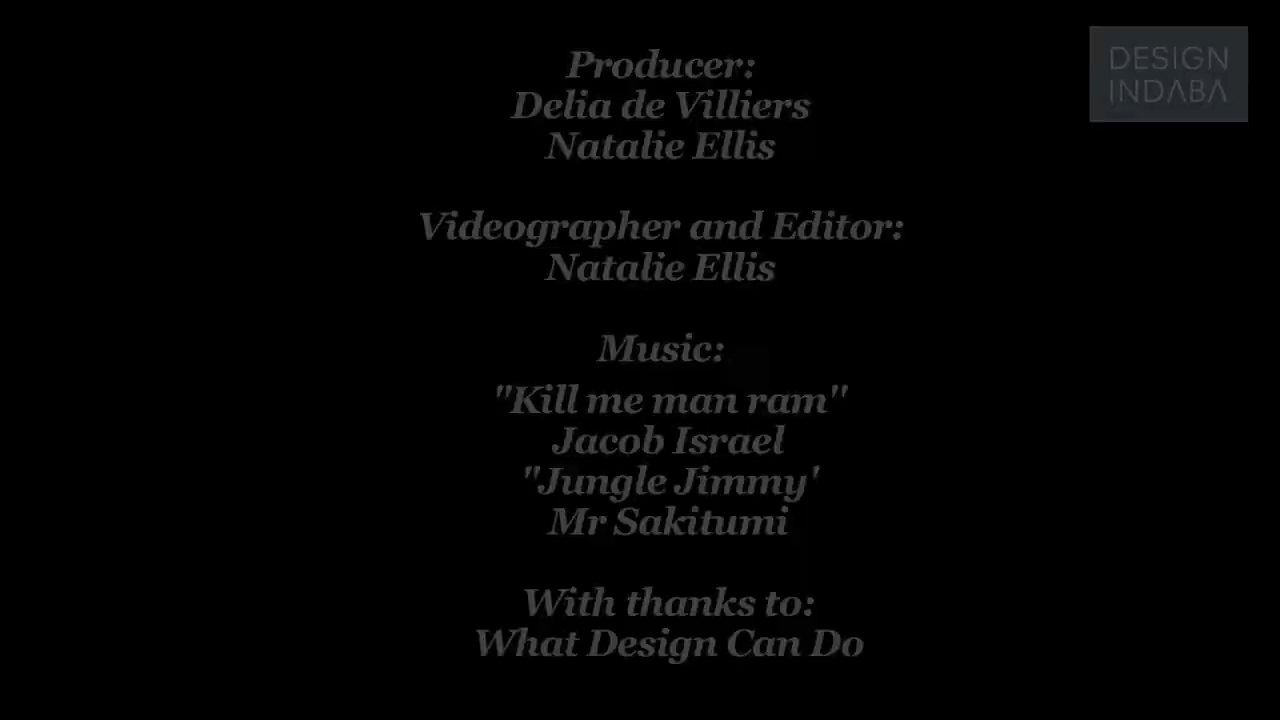 Producer:
Delia de Villiers
Natalie Ellis
Videographer and Editor:
Natalie Ellis
Music:
"Kill me man ram"
Jacob Israel
"Jungle Jimmy'
Mr Sakitumi
With thanks to:
What Design Can Do
DESIGN
INDABA